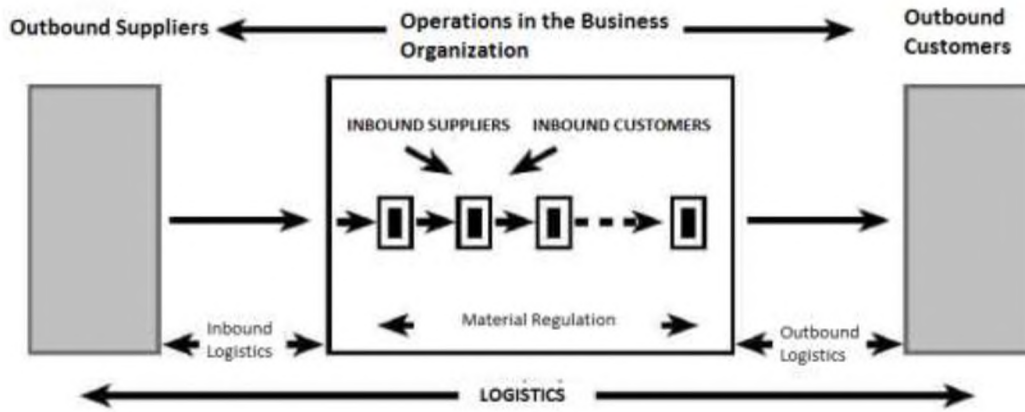 Outbound Suppliers
Operations in the Business
Organization
Outbound
Customers
INBOUND SUPPLIERS
INBOUND CUSTOMERS
Material Regulation
Inbound
Logistics
Outbound
Logistics
LOGISTICS